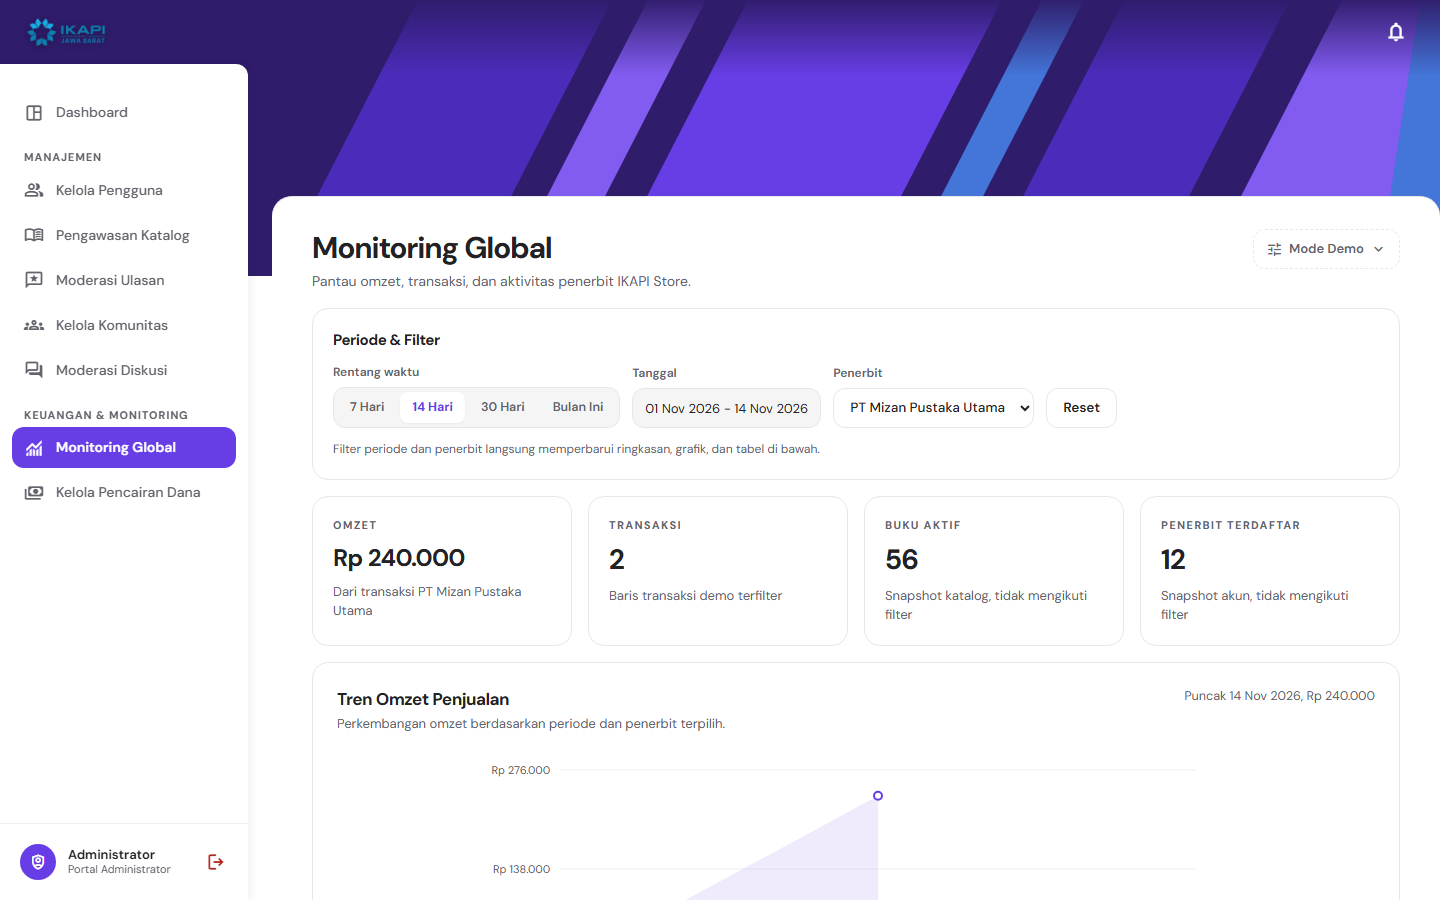 IKAPI
JAWA BARAT
Dashboard
MANAJEMEN
Kelola Pengguna
Pengawasan Katalog
Moderasi Ulasan
Kelola Komunitas
Moderasi Diskusi
KEUANGAN & MONITORING
Monitoring Global
Kelola Pencairan Dana
Administrator
Portal Administrator
Monitoring Global
Mode Demo
Pantau omzet, transaksi, dan aktivitas penerbit IKAPI Store.
Periode & Filter
Rentang waktu
Tanggal
Penerbit
7 Hari 14 Hari 30 Hari Bulan Ini
01 Nov 2026 - 14 Nov 2026
PT Mizan Pustaka Utama
Reset
Filter periode dan penerbit langsung memperbarui ringkasan, grafik, dan tabel di bawah.
OMZET
Rp 240.000
Dari transaksi PT Mizan Pustaka
Utama
TRANSAKSI
2
Baris transaksi demo terfilter
BUKU AKTIF
56
Snapshot katalog, tidak mengikuti
filter
PENERBIT TERDAFTAR
12
Snapshot akun, tidak mengikuti
filter
Tren Omzet Penjualan
Puncak 14 Nov 2026, Rp 240.000
Perkembangan omzet berdasarkan periode dan penerbit terpilih.
Rp 276.000
Rp 138.000